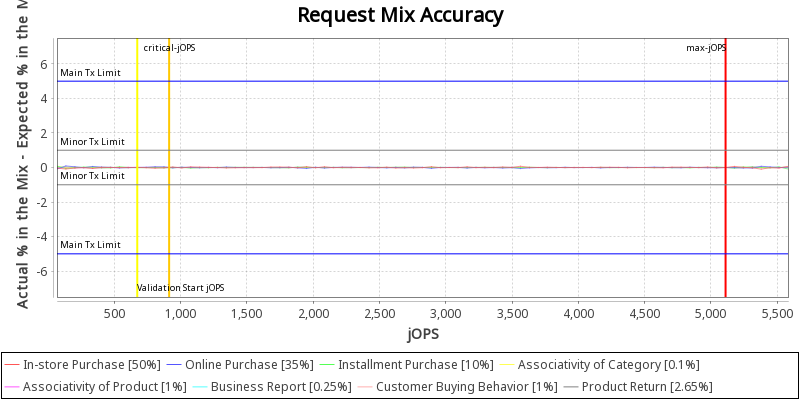 Request Mix Accuracy
Actual % in the Mix - Expected % in the M
critical-jOPS
max-jOPS
6
Main Tx Limit
4
2
Minor Tx Limit
0
Minor Tx Limit
-2
-4
Main Tx Limit
-6
Validation Start jOPS
500 1,000 1,500 2,000 2,500 3,000 3,500 4,000 4,500 5,000 5,500
jOPS
In-store Purchase [50%] Online Purchase [35%] Installment Purchase [10%] Associativity of Category [0.1%]
Associativity of Product [1%] Business Report [0.25%] Customer Buying Behavior [1%] Product Return [2.65%]